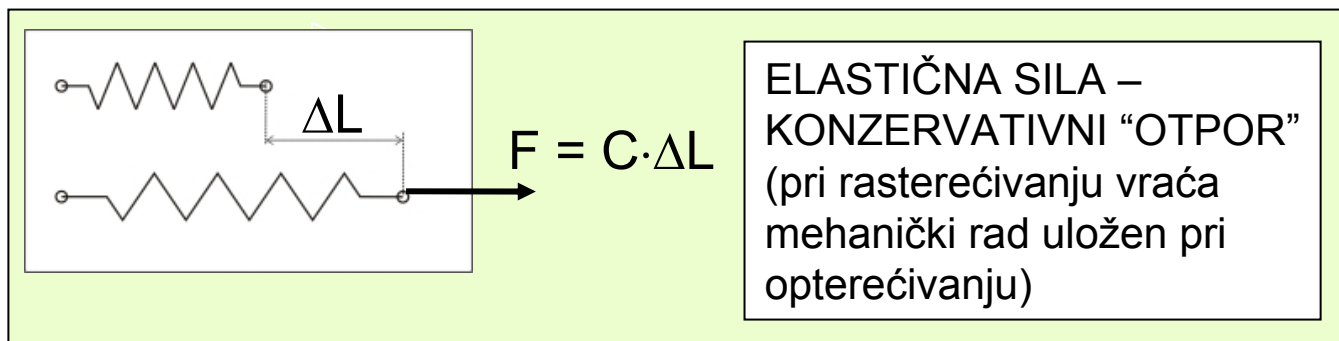 ΔL
F = C·ΔL
ELASTIČNA SILA –
KONZERVATIVNI “OTPOR”
(pri rasterećivanju vraća
mehanički rad uložen pri
opterećivanju)